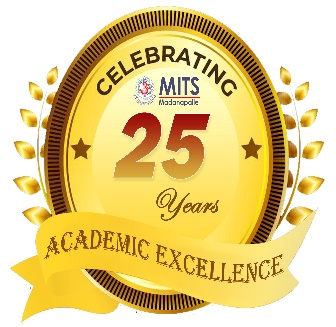 CELEBRATING
MITS
Madanapalle
25
Years
ACADEMIC EXCELLENCE